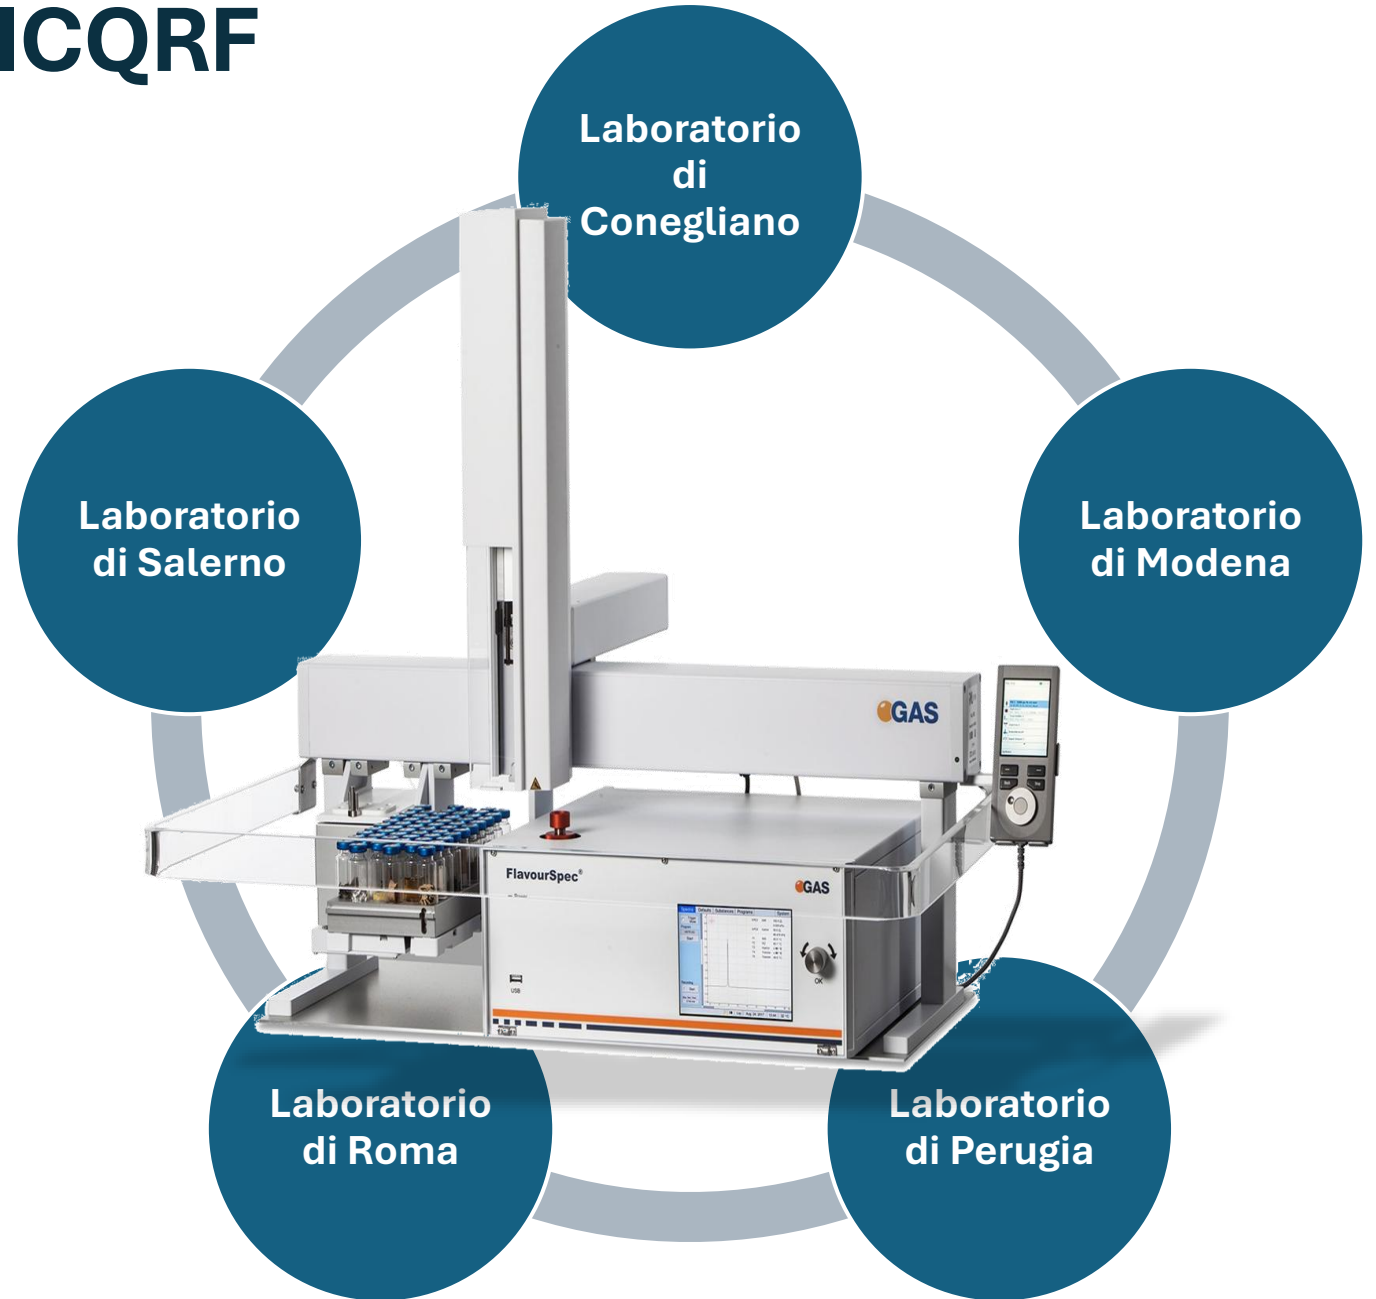 ICQRF
Laboratorio
di
Conegliano
Laboratorio
di Salerno
Laboratorio
di Modena
GAS
FlavourSpec®
GAS
USB
OK
Laboratorio
di Roma
Laboratorio
di Perugia